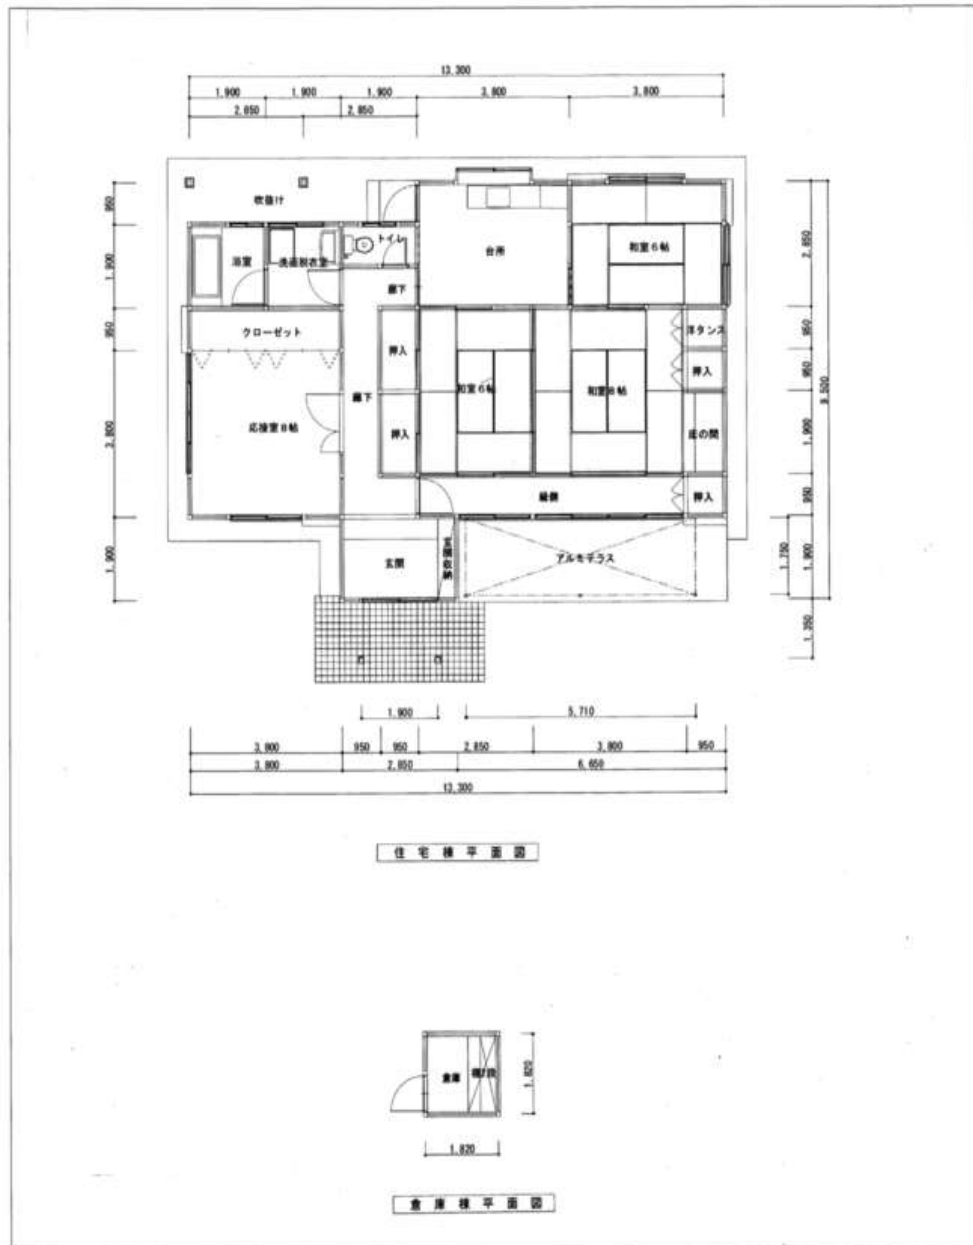 13,300
1,900 1,900 1,900 3,800 3,800
2,850 2,850
950
吹抜け
トイレ
浴室
洗面脱衣室
台所
和室6帖
1,900
2,850
廊下
950
クローゼット
押入
洋タンス
950
廊下
和室6帖
和室8帖
押入
950
9,500
3,800
応接室8帖
押入
床の間
1,900
縁側
押入
950
1,900
玄関
玄関収納
アルミテラス
1,750
1,900
1,350
1,900
5,710
3,800 950 950 2,850 3,800 950
3,800 2,850 6,650
13,300
住宅棟平面図
倉庫
1,820
1,820
倉庫棟平面図